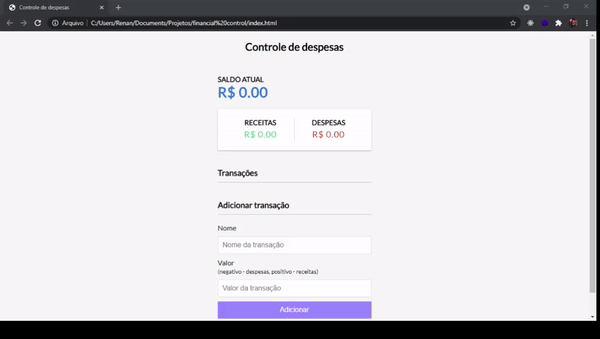 Controle de despesas
Arquivo | C:/Users/Renan/Documents/Projetos/financial%20control/index.html
Controle de despesas
SALDO ATUAL
R$ 0.00
RECEITAS DESPESAS
R$ 0.00 R$ 0.00
Transações
Adicionar transação
Nome
Nome da transação
Valor
(negativo - despesas, positivo - receitas)
Valor da transação
Adicionar